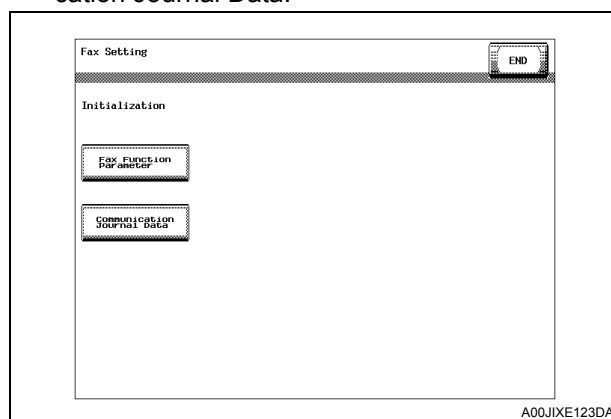 cation Journal Data.
Fax Setting
END
Initialization
Fax Function
Parameter
Communication
Journal Data
A00JIXE123DA